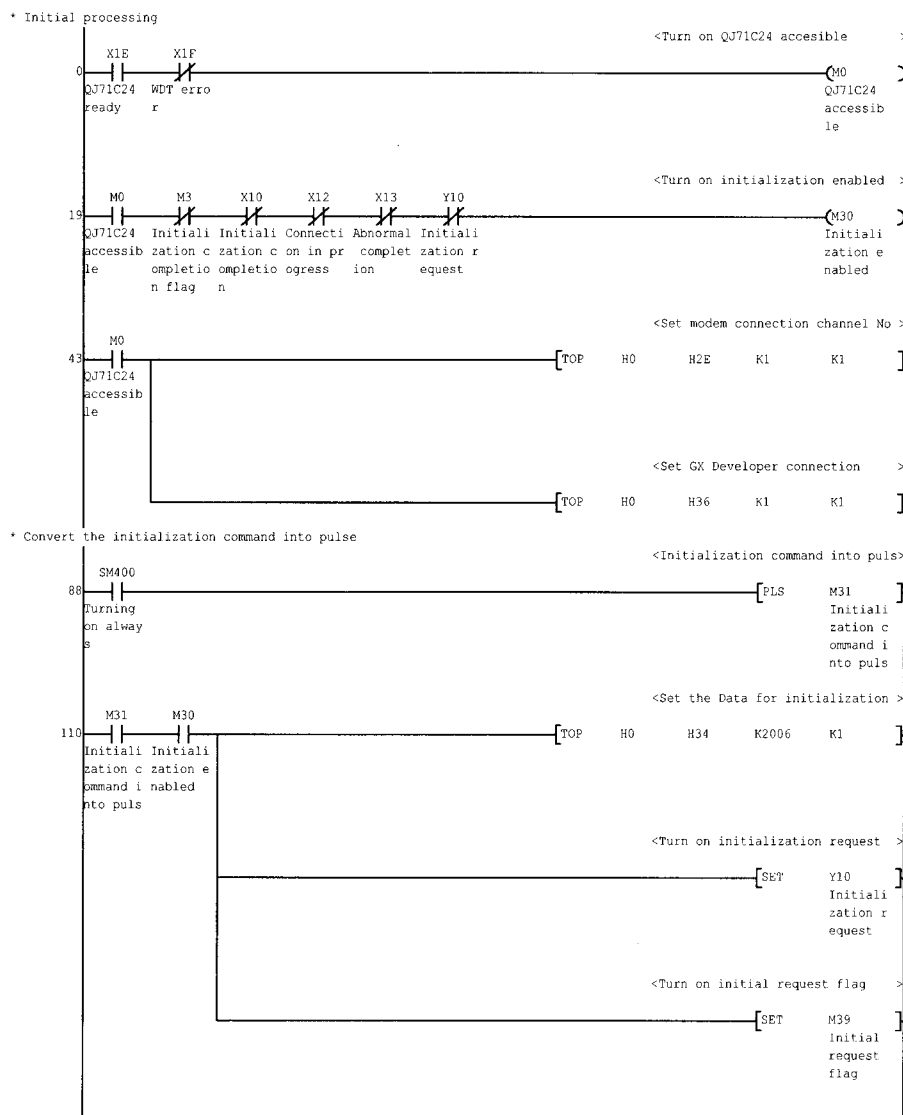 * Initial processing
<Turn on QJ71C24 accesible >
X1E X1F
0
(M0 )
QJ71C24 WDT erro QJ71C24
ready r accessib
le
<Turn on initialization enabled >
M0 M3 X10 X12 X13 Y10
19
(M30 )
QJ71C24 Initiali Initiali Connecti Abnormal Initiali Initiali
accessib zation c zation c on in pr complet zation r zation e
le ompletio ompletio ogress ion equest nabled
n flag n
<Set modem connection channel No >
M0
43
[TOP H0 H2E K1 K1 ]
QJ71C24
accessib
le
<Set GX Developer connection >
[TOP H0 H36 K1 K1 ]
* Convert the initialization command into pulse
<Initialization command into puls>
SM400
88
[PLS M31 ]
Turning Initiali
on alway zation c
s ommand i
nto puls
<Set the Data for initialization >
M31 M30
110
[TOP H0 H34 K2006 K1 ]
Initiali Initiali
zation c zation e
ommand i nabled
nto puls
<Turn on initialization request >
[SET Y10 ]
Initiali
zation r
equest
<Turn on initial request flag >
[SET M39 ]
Initial
request
flag